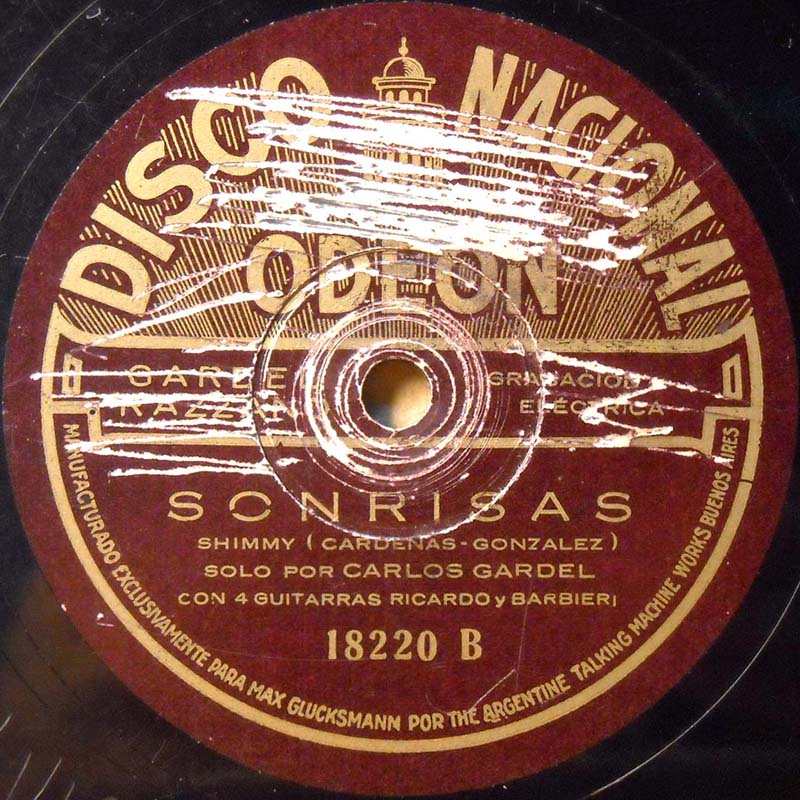 DISCO NACIONAL
ODEON
GARDEL
RAZZANO
GRABACION
ELÉCTRICA
SONRISAS
SHIMMY (CARDENAS-GONZALEZ)
SOLO POR CARLOS GARDEL
CON 4 GUITARRAS RICARDO y BARBIERI
18220 B
MANUFACTURADO EXCLUSIVAMENTE PARA MAX GLUCKSMANN POR THE ARGENTINE TALKING MACHINE WORKS BUENOS AIRES